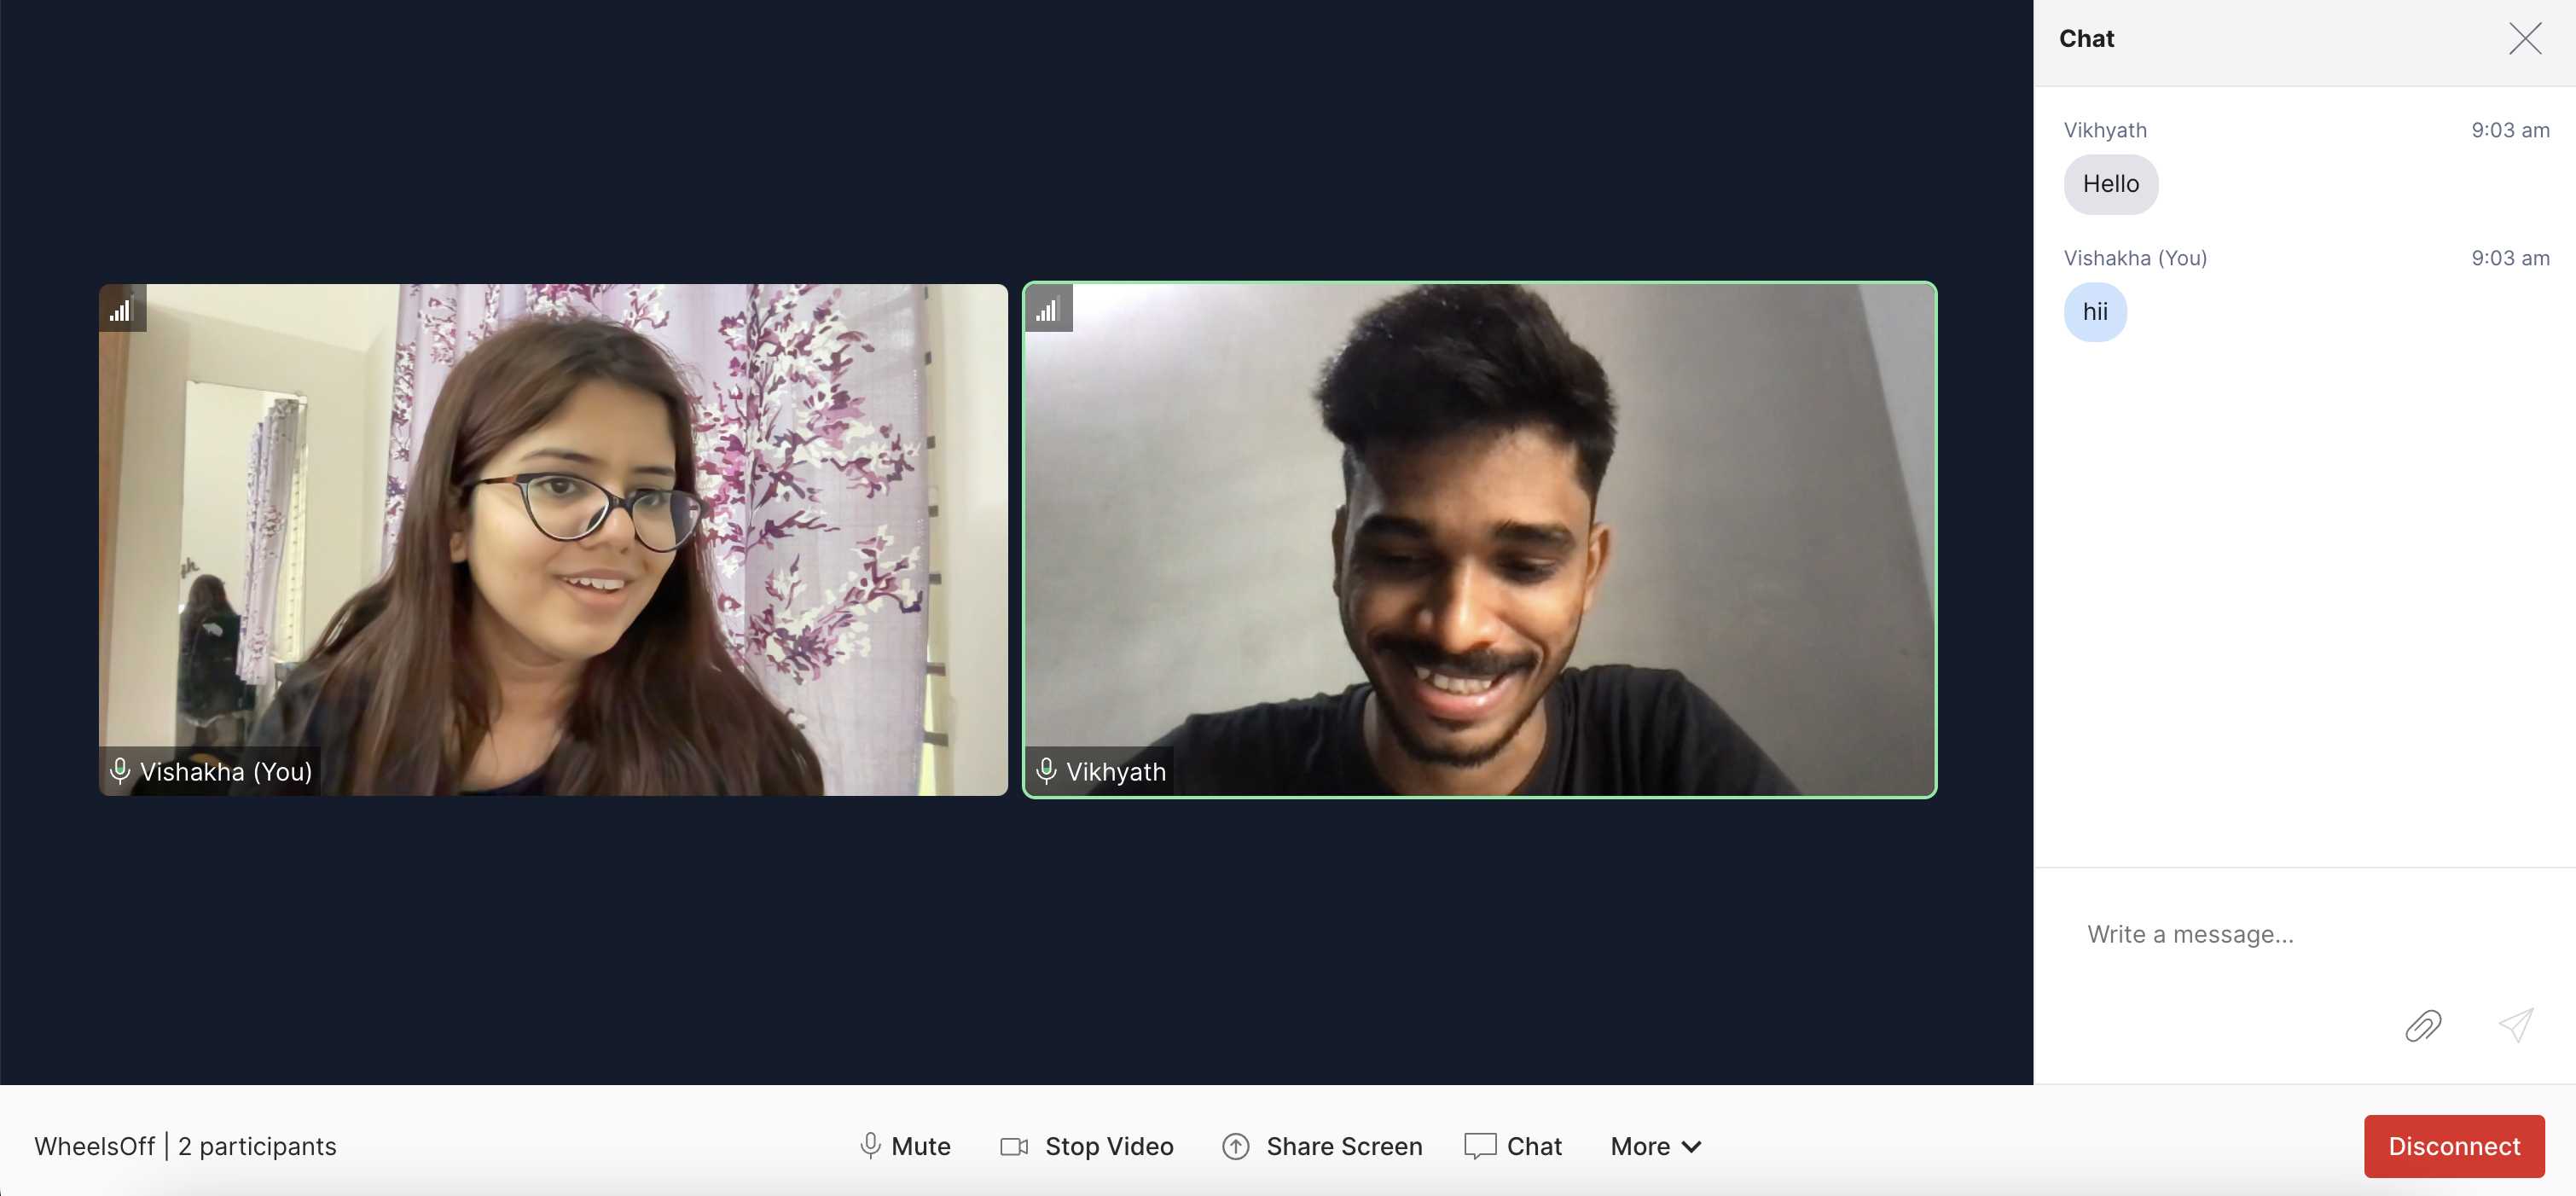 Chat
Vikhyath 9:03 am
Hello
Vishakha (You) 9:03 am
hii
Vishakha (You)
Vikhyath
Write a message...
WheelsOff | 2 participants
Mute
Stop Video
Share Screen
Chat
More
Disconnect